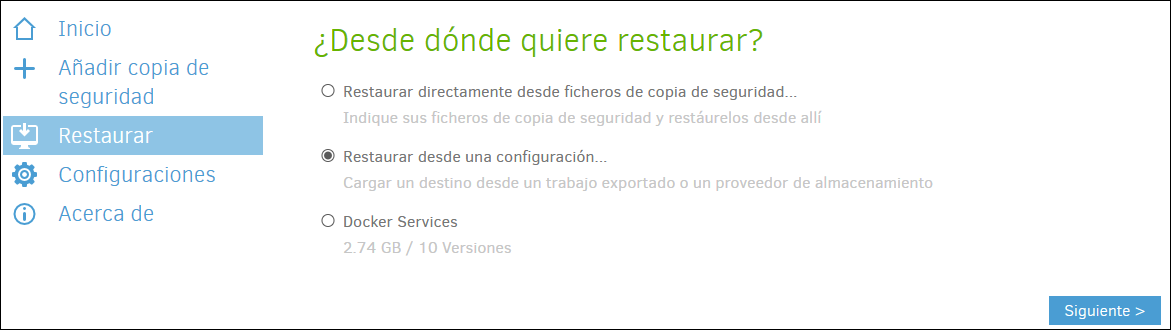 Inicio
Añadir copia de
seguridad
Restaurar
Configuraciones
Acerca de
¿Desde dónde quiere restaurar?
Restaurar directamente desde ficheros de copia de seguridad...
Indique sus ficheros de copia de seguridad y restáurelos desde allí
Restaurar desde una configuración...
Cargar un destino desde un trabajo exportado o un proveedor de almacenamiento
Docker Services
2.74 GB / 10 Versiones
Siguiente >